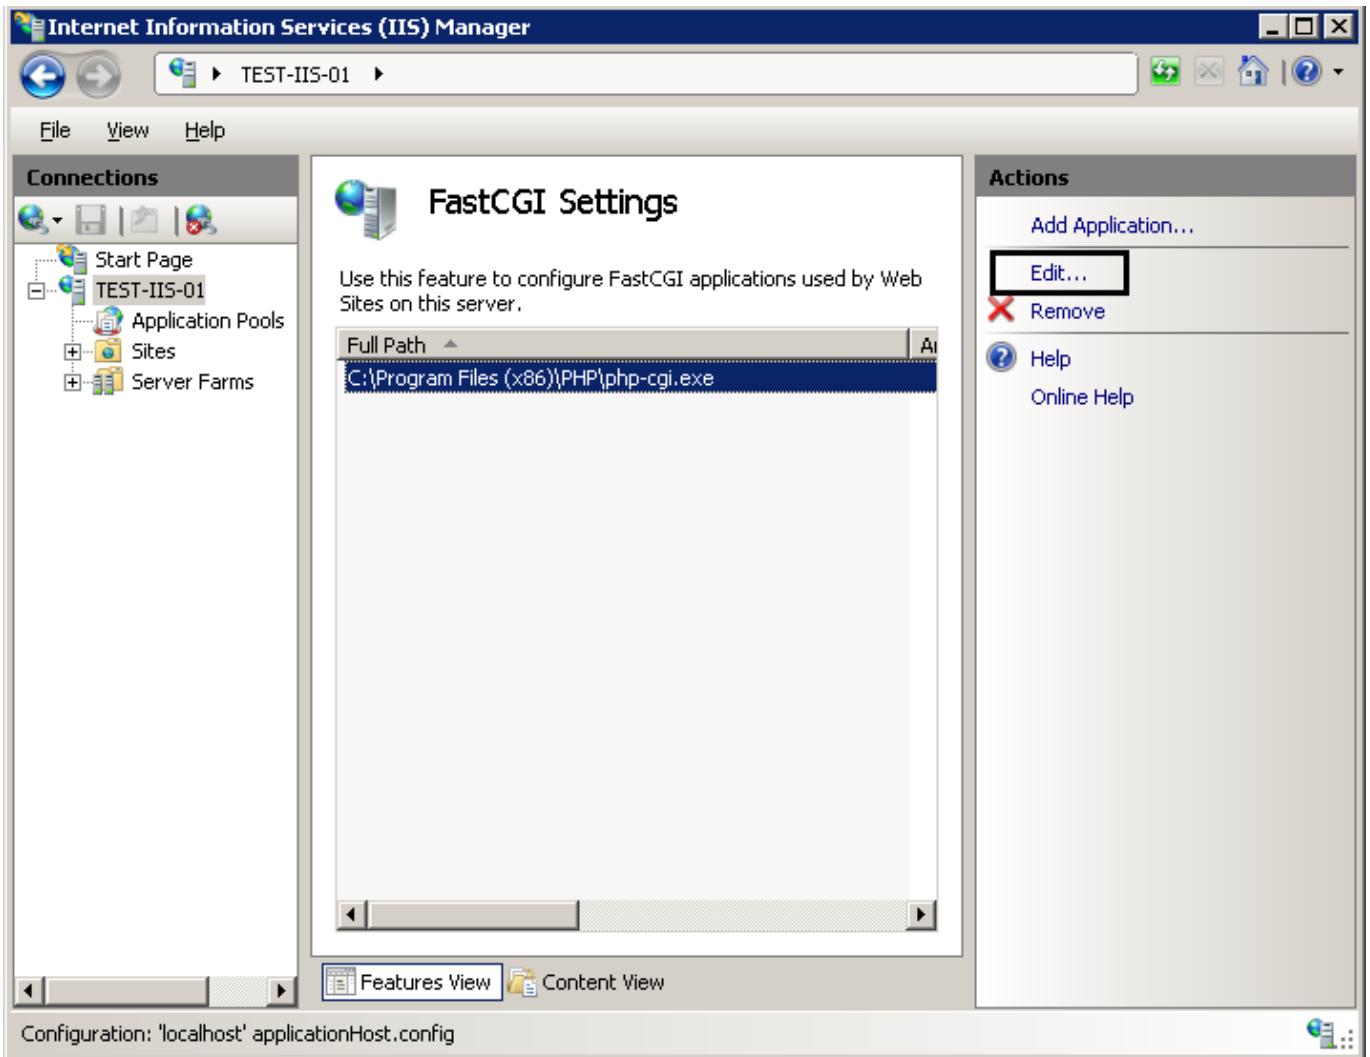 Internet Information Services (IIS) Manager
TEST-IIS-01
File View Help
Connections
Start Page
TEST-IIS-01
Application Pools
Sites
Server Farms
FastCGI Settings
Use this feature to configure FastCGI applications used by Web
Sites on this server.
Full Path
C:\Program Files (x86)\PHP\php-cgi.exe
Features View Content View
Actions
Add Application...
Edit...
Remove
Help
Online Help
Configuration: 'localhost' applicationHost.config